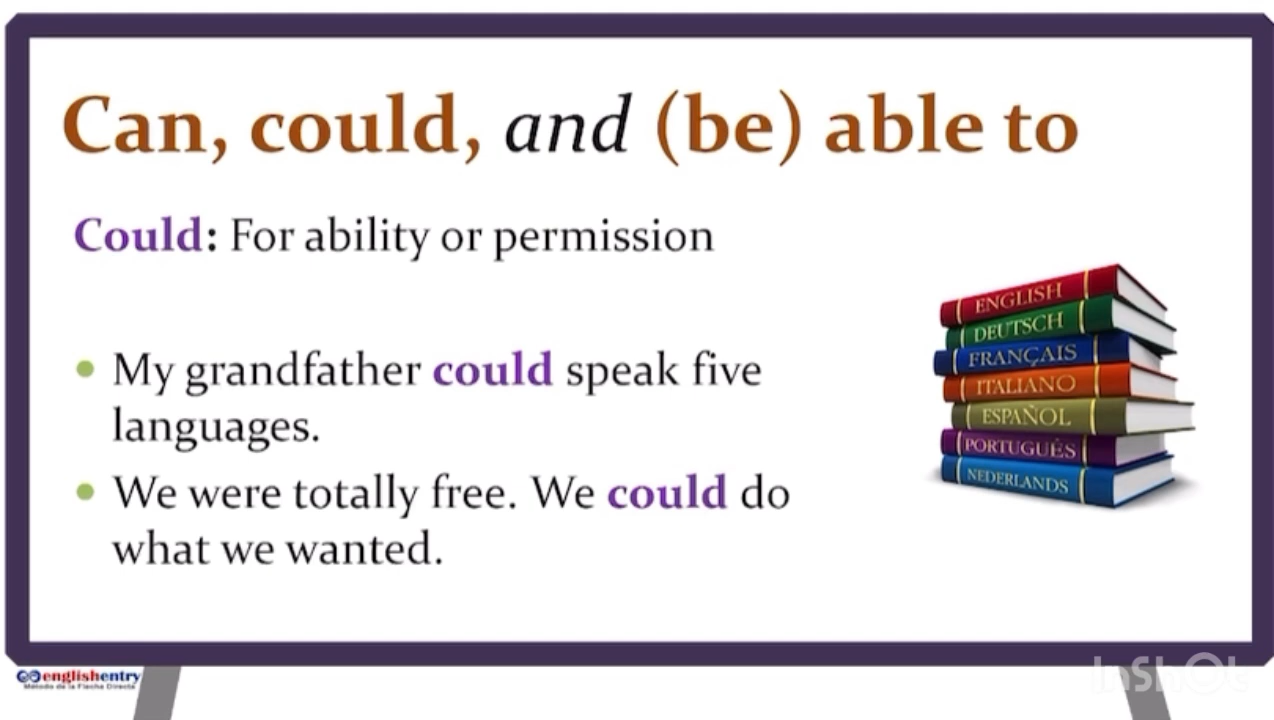 Can, could, and (be) able to
Could: For ability or permission
• My grandfather could speak five
languages.
• We were totally free. We could do
what we wanted.
ENGLISH
DEUTSCH
FRANÇAIS
ITALIANO
ESPAÑOL
PORTUGUÊS
NEDERLANDS
englishentry
Método de la Flecha Directa
InShOt